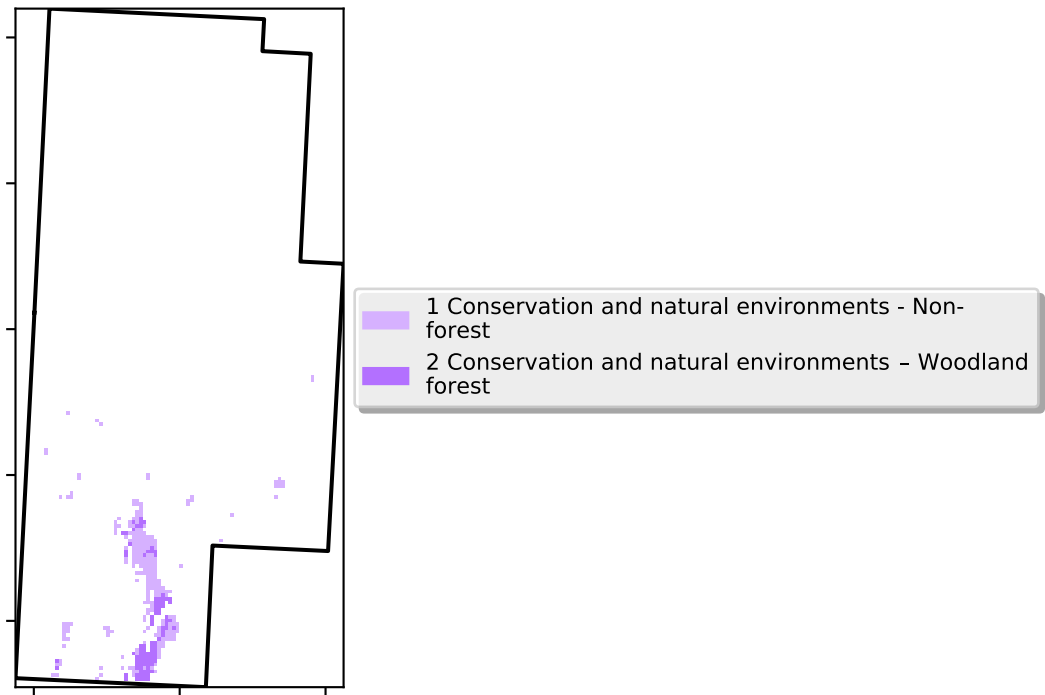 1 Conservation and natural environments - Non-
forest
2 Conservation and natural environments – Woodland
forest